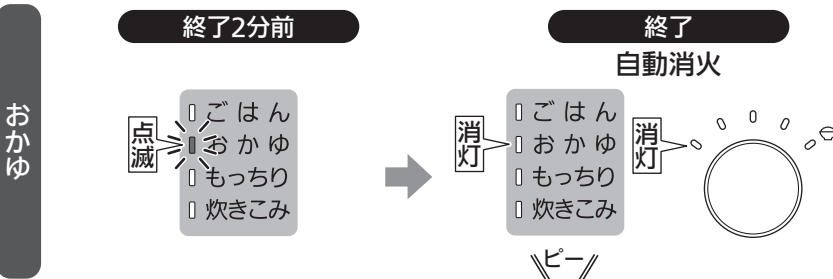 おかゆ
終了2分前
点滅
ごはん
おかゆ
もっちり
炊きこみ
終了
自動消火
消灯
ごはん
おかゆ
もっちり
炊きこみ
消灯
ピー